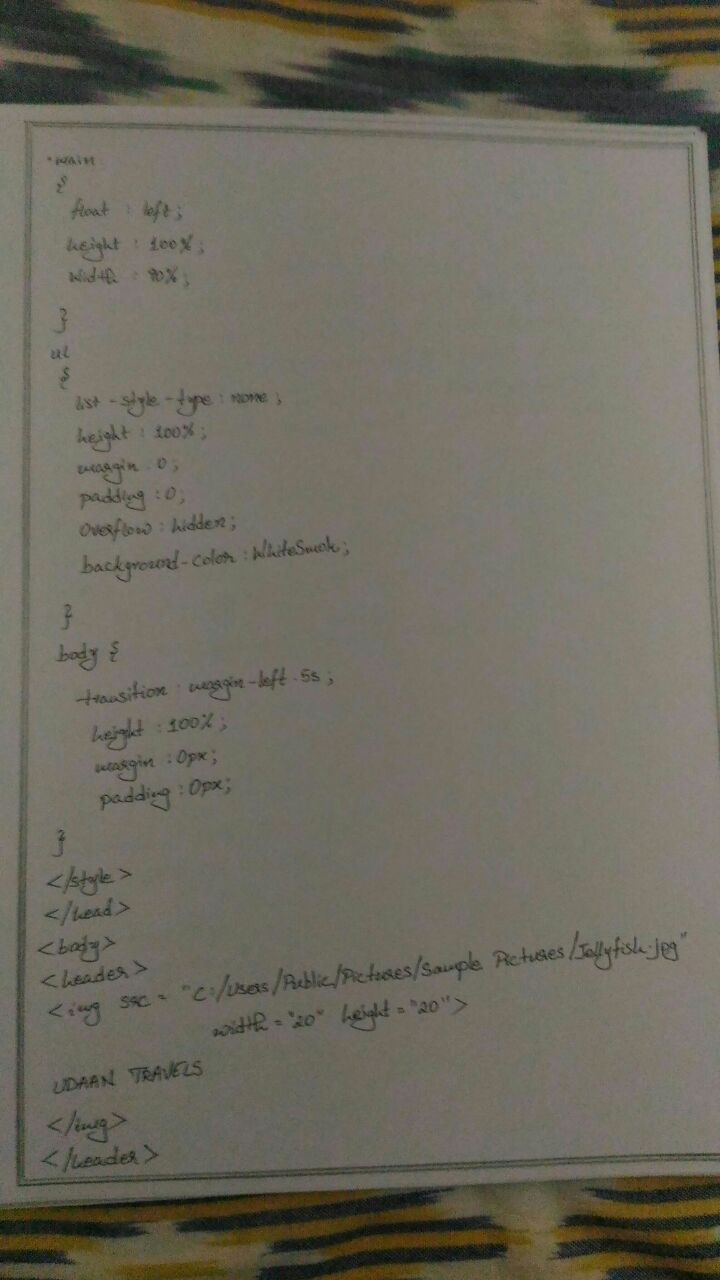 .main
{
float : left;
height : 100%;
width : 90%;
}
ul
{
list-style-type : none;
height : 100%;
margin : 0;
padding : 0;
overflow : hidden;
background-color : WhiteSmok;
}
body {
transition : margin-left .5s;
height : 100%;
margin : 0px;
padding : 0px;
}
</style>
</head>
<body>
<header>
<img src = "C:/Users/Public/Pictures/Sample Pictures/Jellyfish.jpg"
width = "20" height = "20">
UDAAN TRAVELS
</img>
</header>